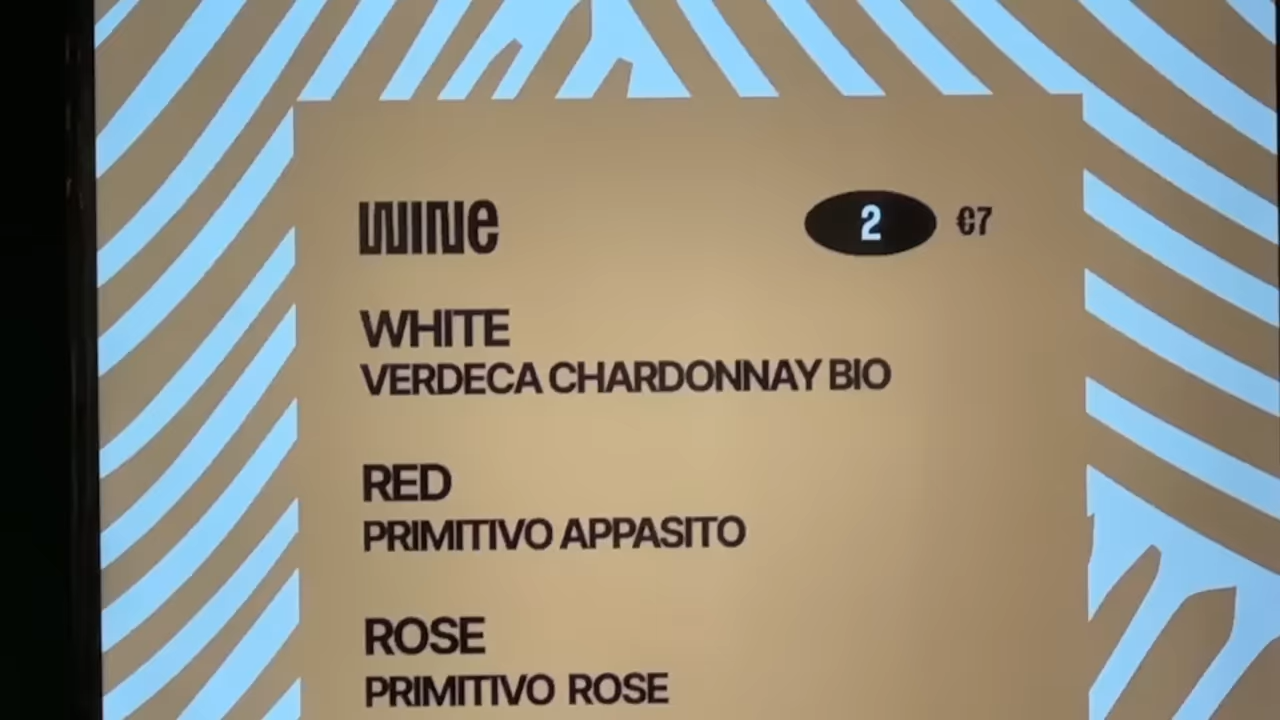 WINE 2 €7
WHITE
VERDECA CHARDONNAY BIO
RED
PRIMITIVO APPASITO
ROSE
PRIMITIVO ROSE